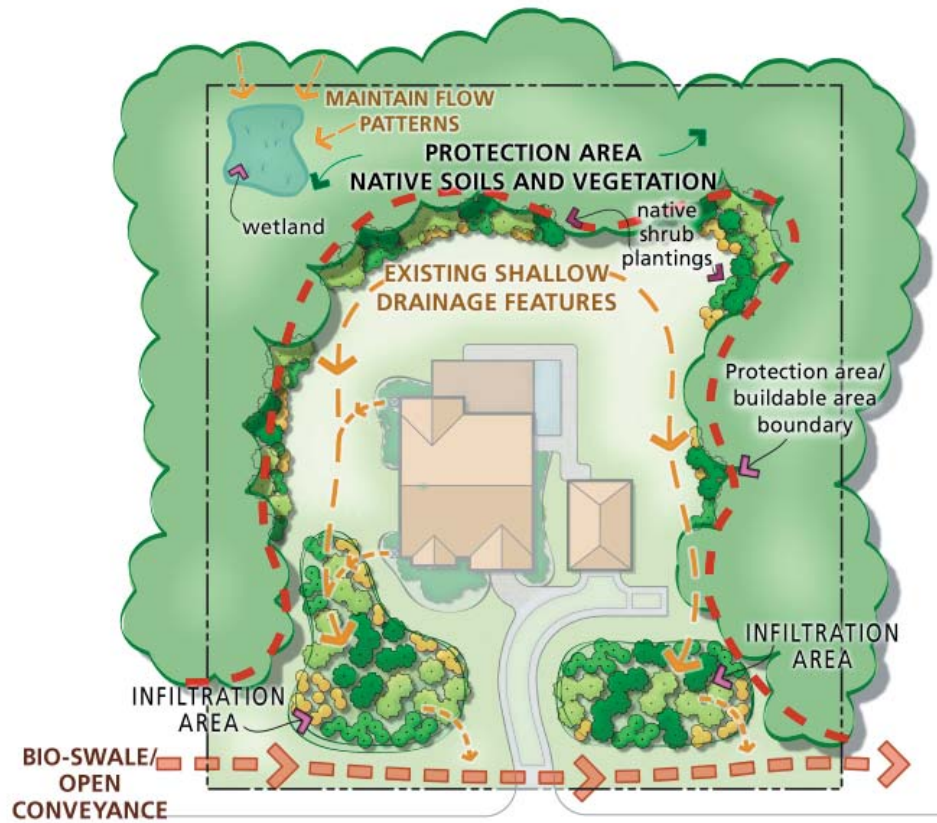 MAINTAIN FLOW
PATTERNS
PROTECTION AREA
NATIVE SOILS AND VEGETATION
wetland
native
shrub
plantings
EXISTING SHALLOW
DRAINAGE FEATURES
Protection area/
buildable area
boundary
INFILTRATION
AREA
INFILTRATION
AREA
BIO-SWALE/
OPEN
CONVEYANCE